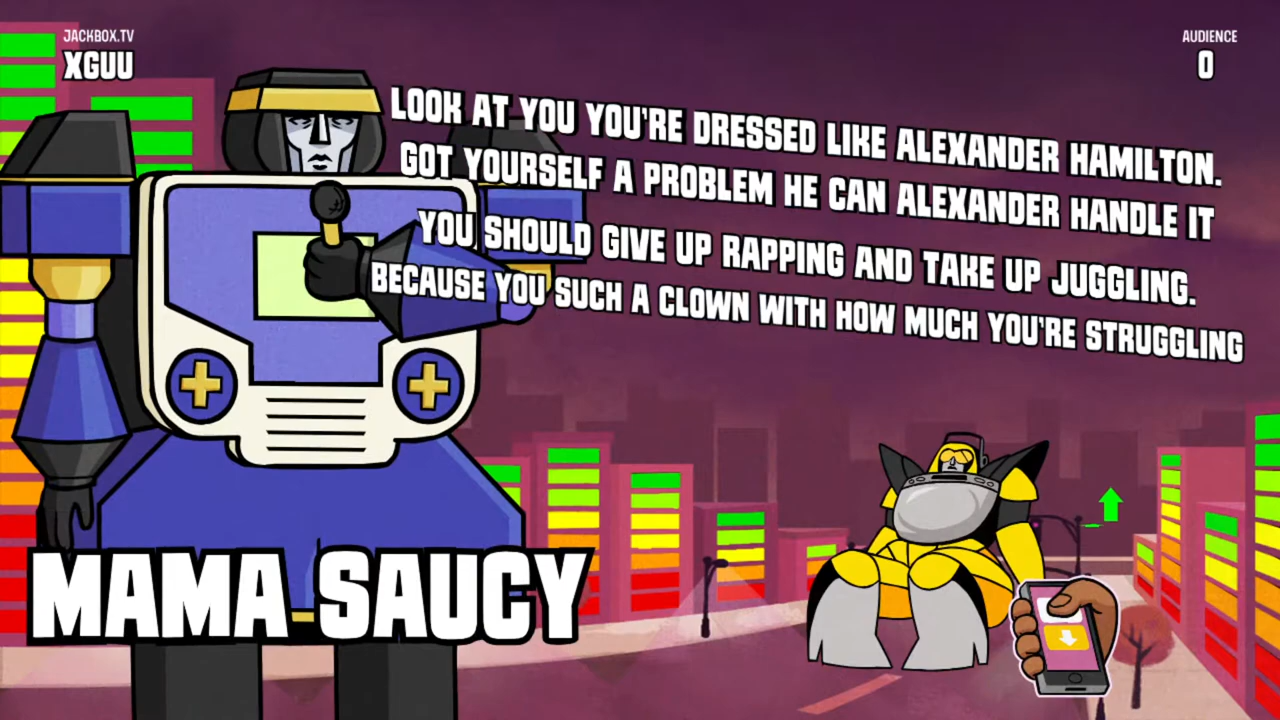 JACKBOX.TV
XGUU
AUDIENCE
0
LOOK AT YOU YOU'RE DRESSED LIKE ALEXANDER HAMILTON.
GOT YOURSELF A PROBLEM HE CAN ALEXANDER HANDLE IT
YOU SHOULD GIVE UP RAPPING AND TAKE UP JUGGLING.
BECAUSE YOU SUCH A CLOWN WITH HOW MUCH YOU'RE STRUGGLING
MAMA SAUCY